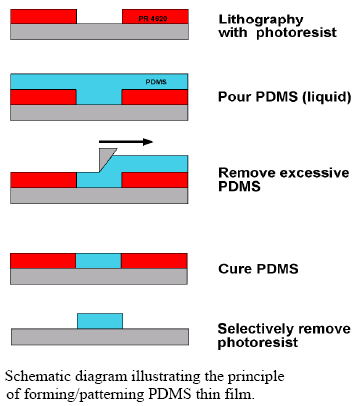 PR 4620
Lithography
with photoresist
PDMS
Pour PDMS (liquid)
Remove excessive
PDMS
Cure PDMS
Selectively remove
photoresist
Schematic diagram illustrating the principle
of forming/patterning PDMS thin film.